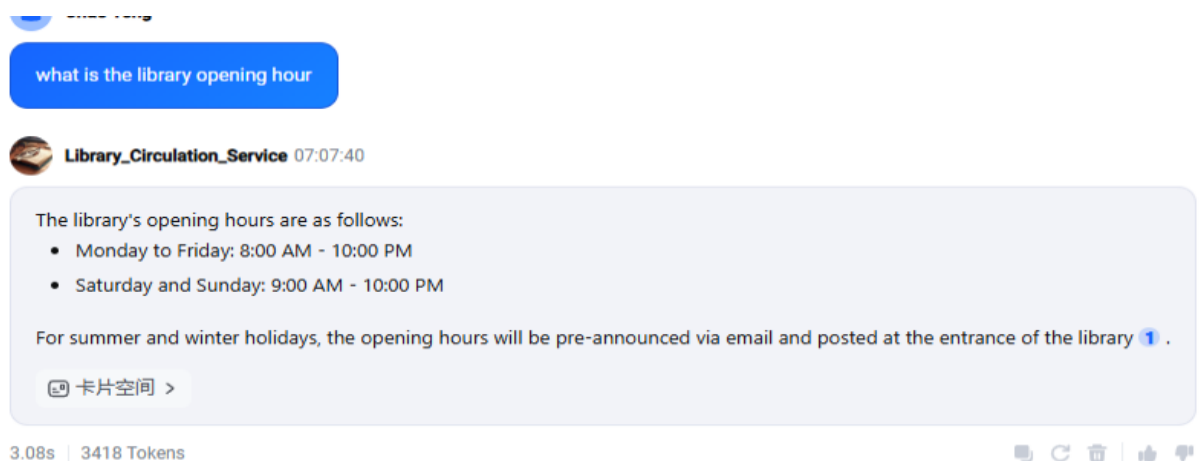 what is the library opening hour
Library_Circulation_Service 07:07:40
The library's opening hours are as follows:
• Monday to Friday: 8:00 AM - 10:00 PM
• Saturday and Sunday: 9:00 AM - 10:00 PM
For summer and winter holidays, the opening hours will be pre-announced via email and posted at the entrance of the library 1 .
卡片空间 >
3.08s | 3418 Tokens